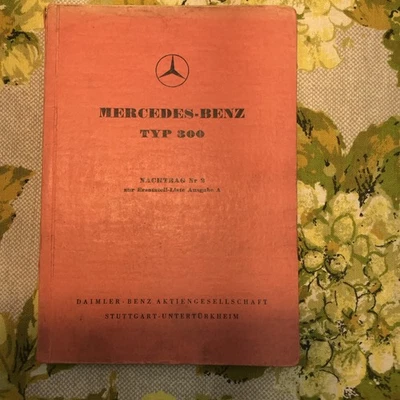 MERCEDES-BENZ
TYP 300
NACHTRAG Nr
zur Ersatzteil-Liste Ausgabe A
DAIMLER-BENZ AKTIENGESELLSCHAFT
STUTTGART-UNTERTÜRKHEIM